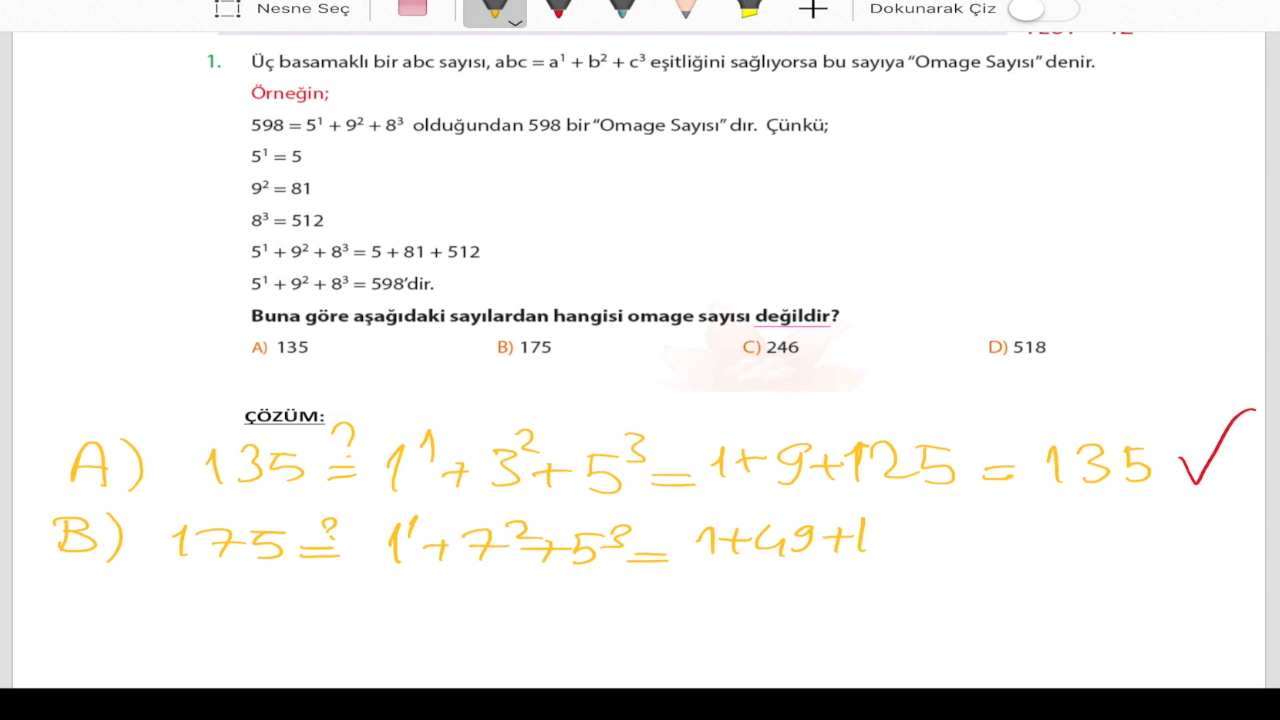 Nesne Seç Dokunarak Çiz
1. Üç basamaklı bir abc sayısı, abc = a¹ + b² + c³ eşitliğini sağlıyorsa bu sayıya “Omage Sayısı” denir.
Örneğin;
598 = 5¹ + 9² + 8³ olduğundan 598 bir “Omage Sayısı” dır. Çünkü;
5¹ = 5
9² = 81
8³ = 512
5¹ + 9² + 8³ = 5 + 81 + 512
5¹ + 9² + 8³ = 598’dir.
Buna göre aşağıdaki sayılardan hangisi omage sayısı değildir?
A) 135 B) 175 C) 246 D) 518
ÇÖZÜM:
A) 135 ?= 1¹ + 3² + 5³ = 1+9+125 = 135 ✓
B) 175 ?= 1¹ + 7² + 5³ = 1+49+1